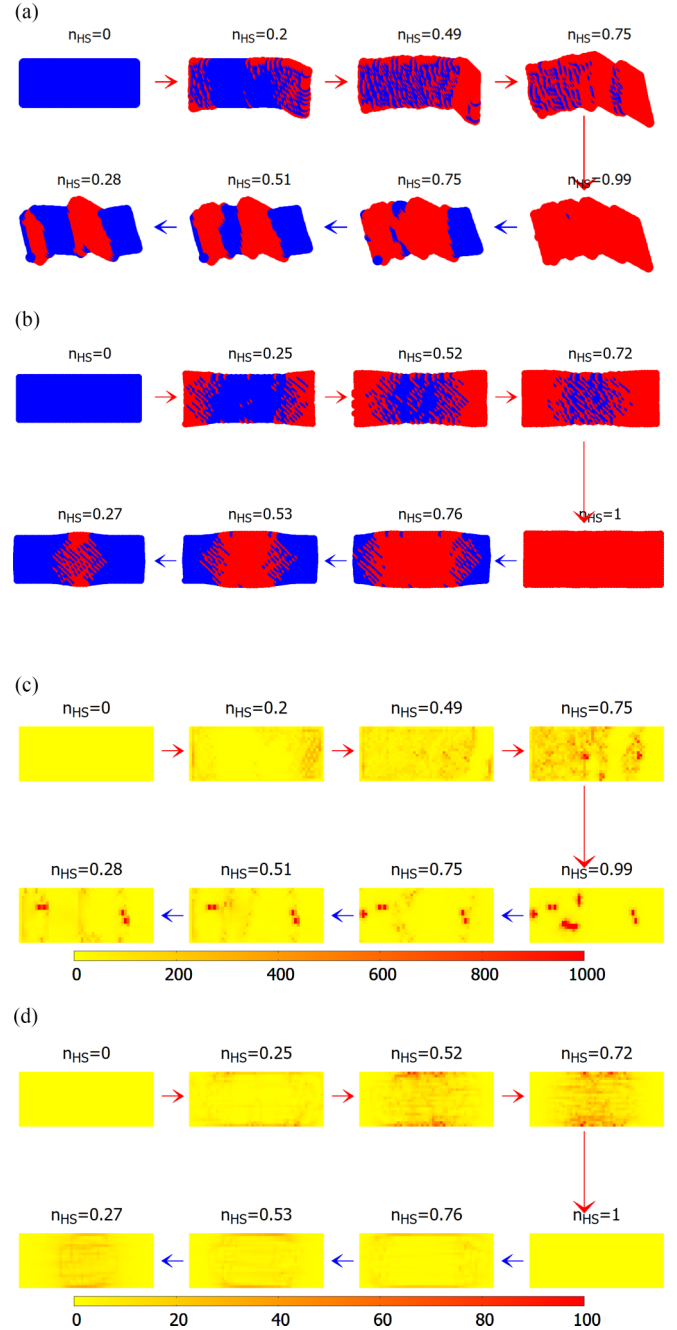 (a)
nHS=0 nHS=0.2 nHS=0.49 nHS=0.75
nHS=0.28 nHS=0.51 nHS=0.75 nHS=0.99
(b)
nHS=0 nHS=0.25 nHS=0.52 nHS=0.72
nHS=0.27 nHS=0.53 nHS=0.76 nHS=1
(c)
nHS=0 nHS=0.2 nHS=0.49 nHS=0.75
nHS=0.28 nHS=0.51 nHS=0.75 nHS=0.99
0 200 400 600 800 1000
(d)
nHS=0 nHS=0.25 nHS=0.52 nHS=0.72
nHS=0.27 nHS=0.53 nHS=0.76 nHS=1
0 20 40 60 80 100